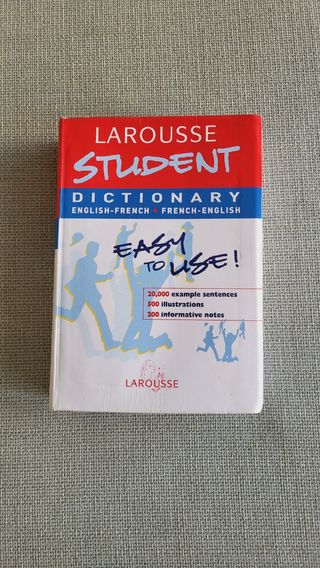 LAROUSSE
STUDENT
DICTIONARY
ENGLISH-FRENCH • FRENCH-ENGLISH
EASY
TO USE!
20,000 example sentences
500 illustrations
200 informative notes
LAROUSSE